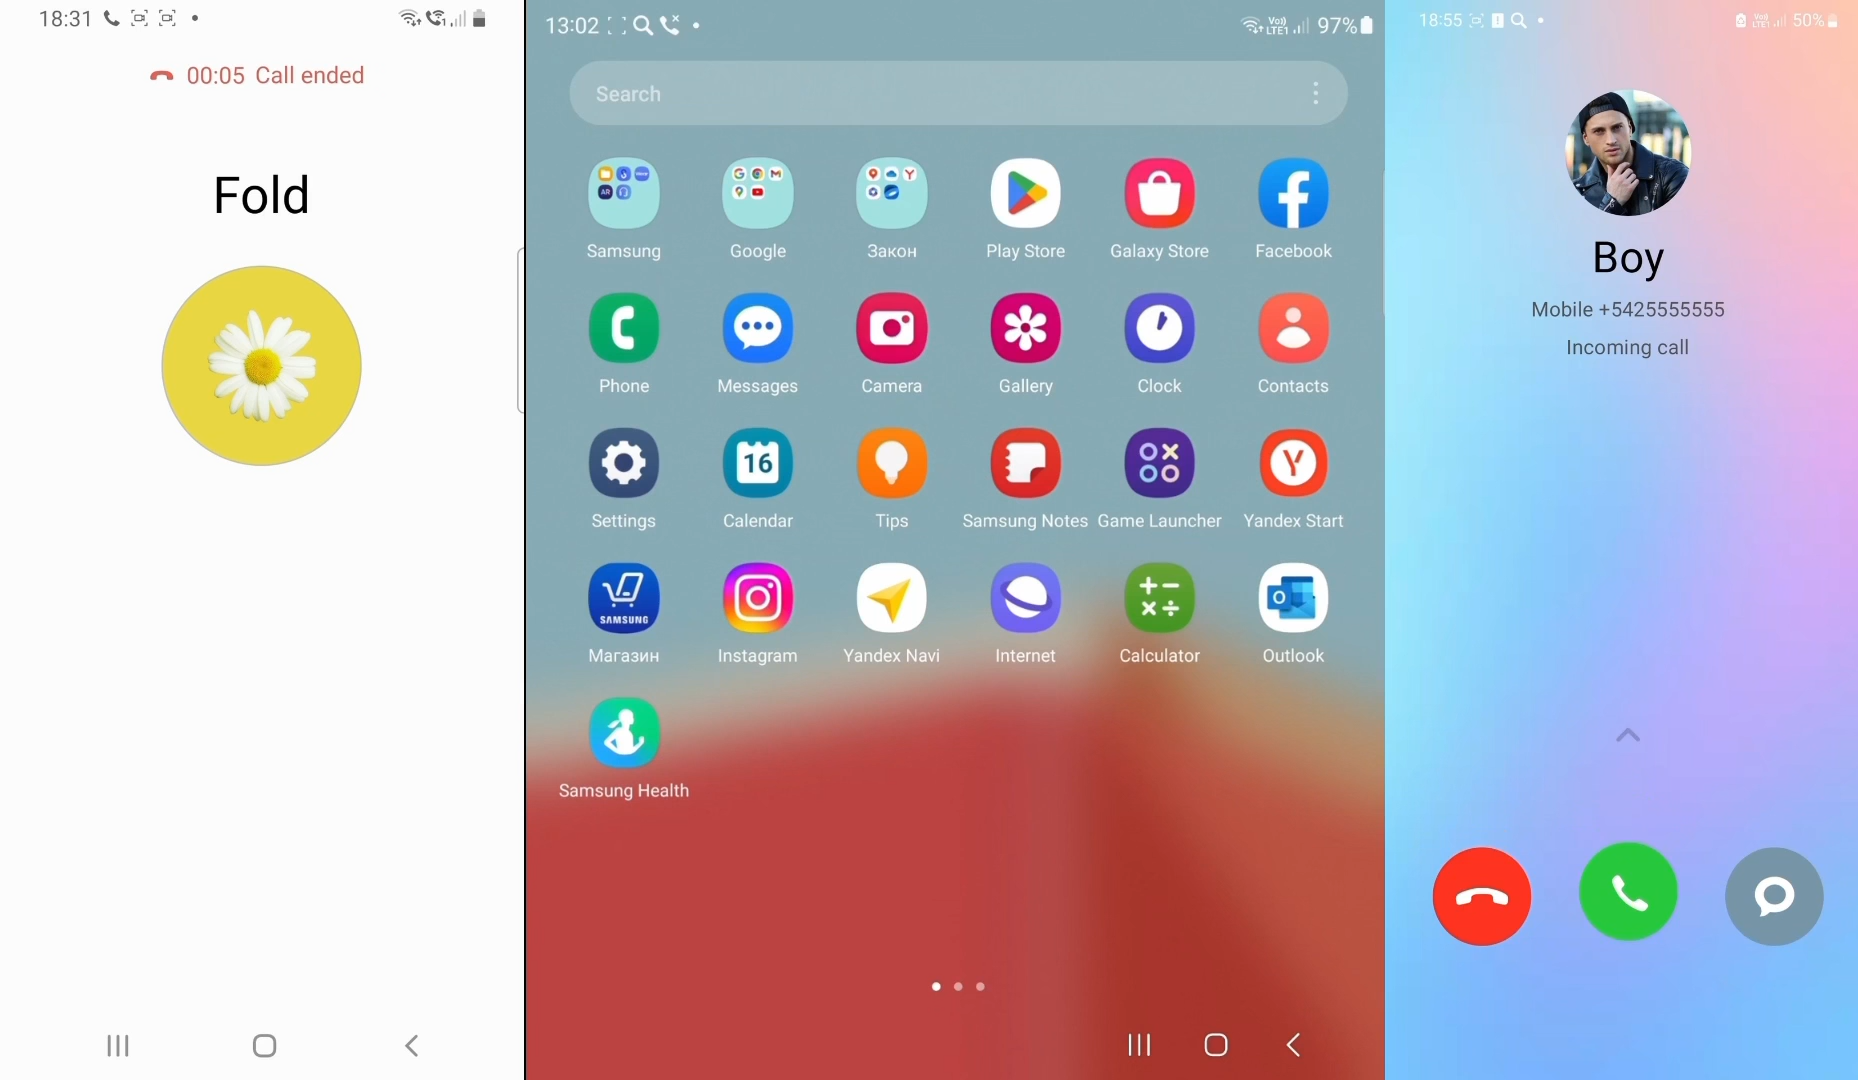 18:31
00:05 Call ended
Fold
13:02
Vo))
LTE1
97%
Search
Samsung
Google
Закон
Play Store
Galaxy Store
Facebook
Phone
Messages
Camera
Gallery
Clock
Contacts
16
Settings
Calendar
Tips
Samsung Notes
Game Launcher
Yandex Start
SAMSUNG
Магазин
Instagram
Yandex Navi
Internet
Calculator
Outlook
Samsung Health
18:55
50%
Boy
Mobile +5425555555
Incoming call